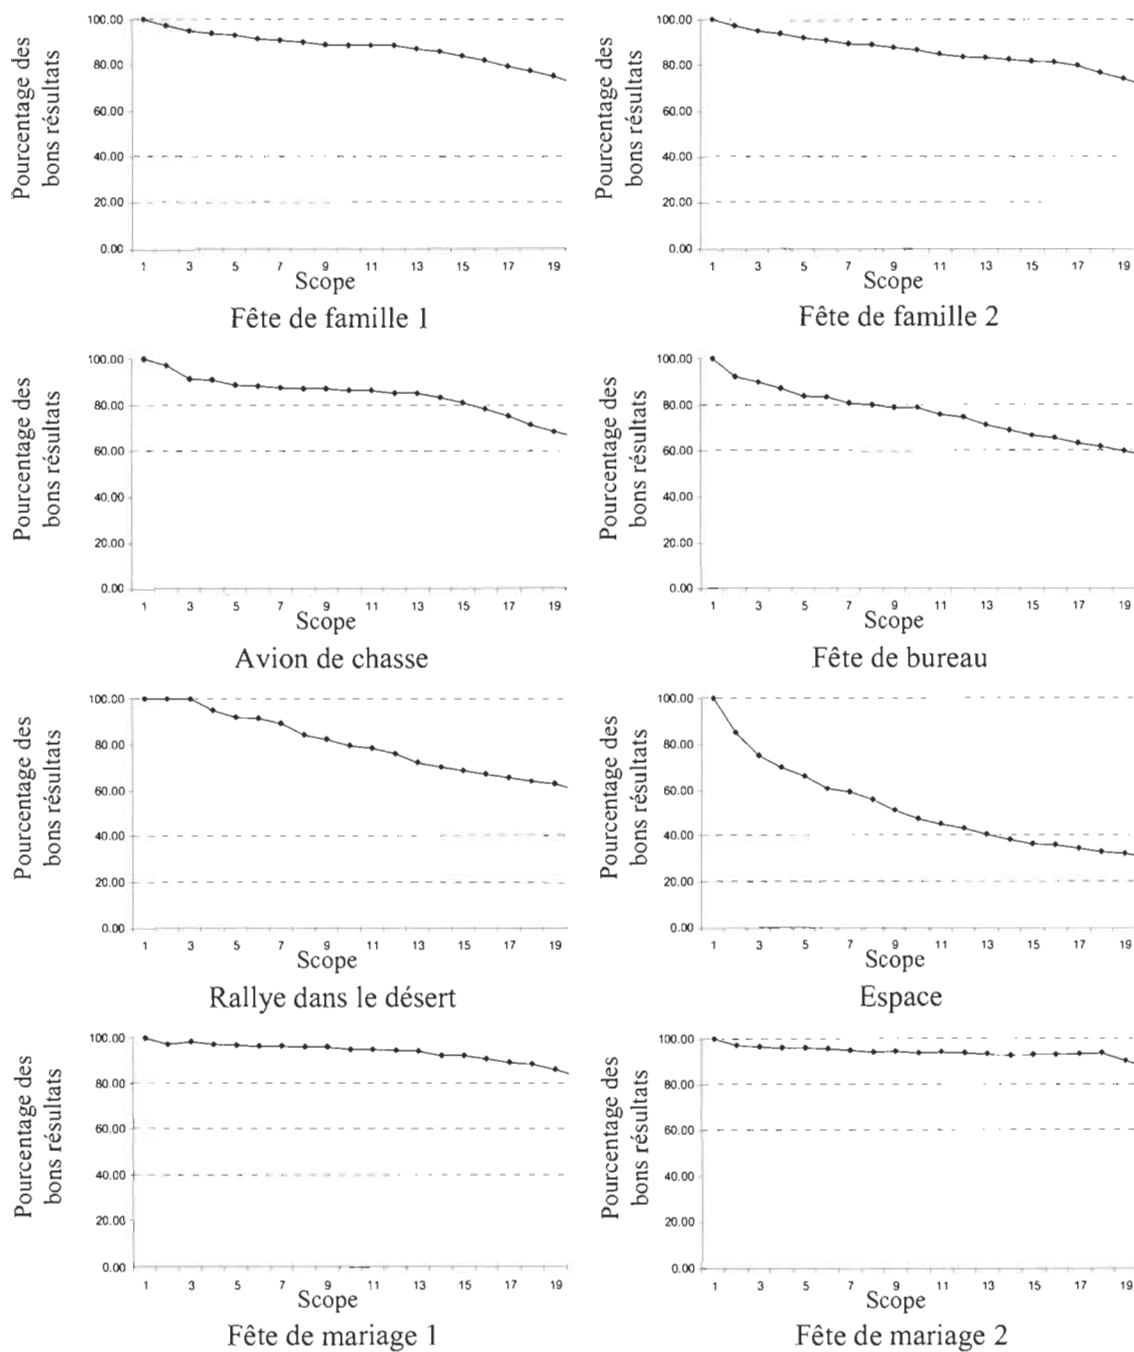 Pourcentage des
bons résultats
100.00
80.00
60.00
40.00
20.00
0.00
1 3 5 7 9 11 13 15 17 19
Scope
Fête de famille 1
Pourcentage des
bons résultats
100.00
80.00
60.00
40.00
20.00
0.00
1 3 5 7 9 11 13 15 17 19
Scope
Fête de famille 2
Pourcentage des
bons résultats
100.00
80.00
60.00
40.00
20.00
0.00
1 3 5 7 9 11 13 15 17 19
Scope
Avion de chasse
Pourcentage des
bons résultats
100.00
80.00
60.00
40.00
20.00
0.00
1 3 5 7 9 11 13 15 17 19
Scope
Fête de bureau
Pourcentage des
bons résultats
100.00
80.00
60.00
40.00
20.00
0.00
1 3 5 7 9 11 13 15 17 19
Scope
Rallye dans le désert
Pourcentage des
bons résultats
100.00
80.00
60.00
40.00
20.00
0.00
1 3 5 7 9 11 13 15 17 19
Scope
Espace
Pourcentage des
bons résultats
100.00
80.00
60.00
40.00
20.00
0.00
1 3 5 7 9 11 13 15 17 19
Scope
Fête de mariage 1
Pourcentage des
bons résultats
100.00
80.00
60.00
40.00
20.00
0.00
1 3 5 7 9 11 13 15 17 19
Scope
Fête de mariage 2